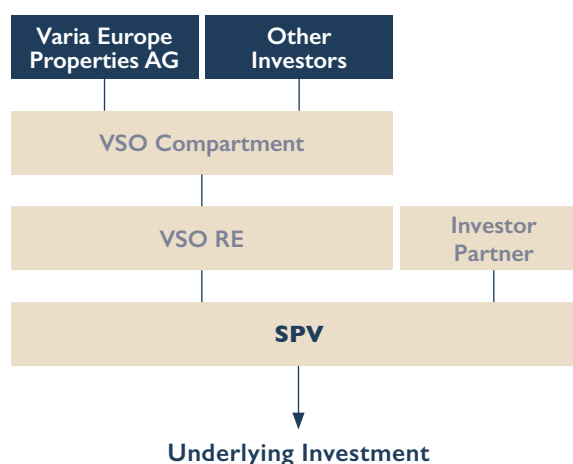 Varia Europe
Properties AG
Other
Investors
VSO Compartment
VSO RE
Investor
Partner
SPV
Underlying Investment